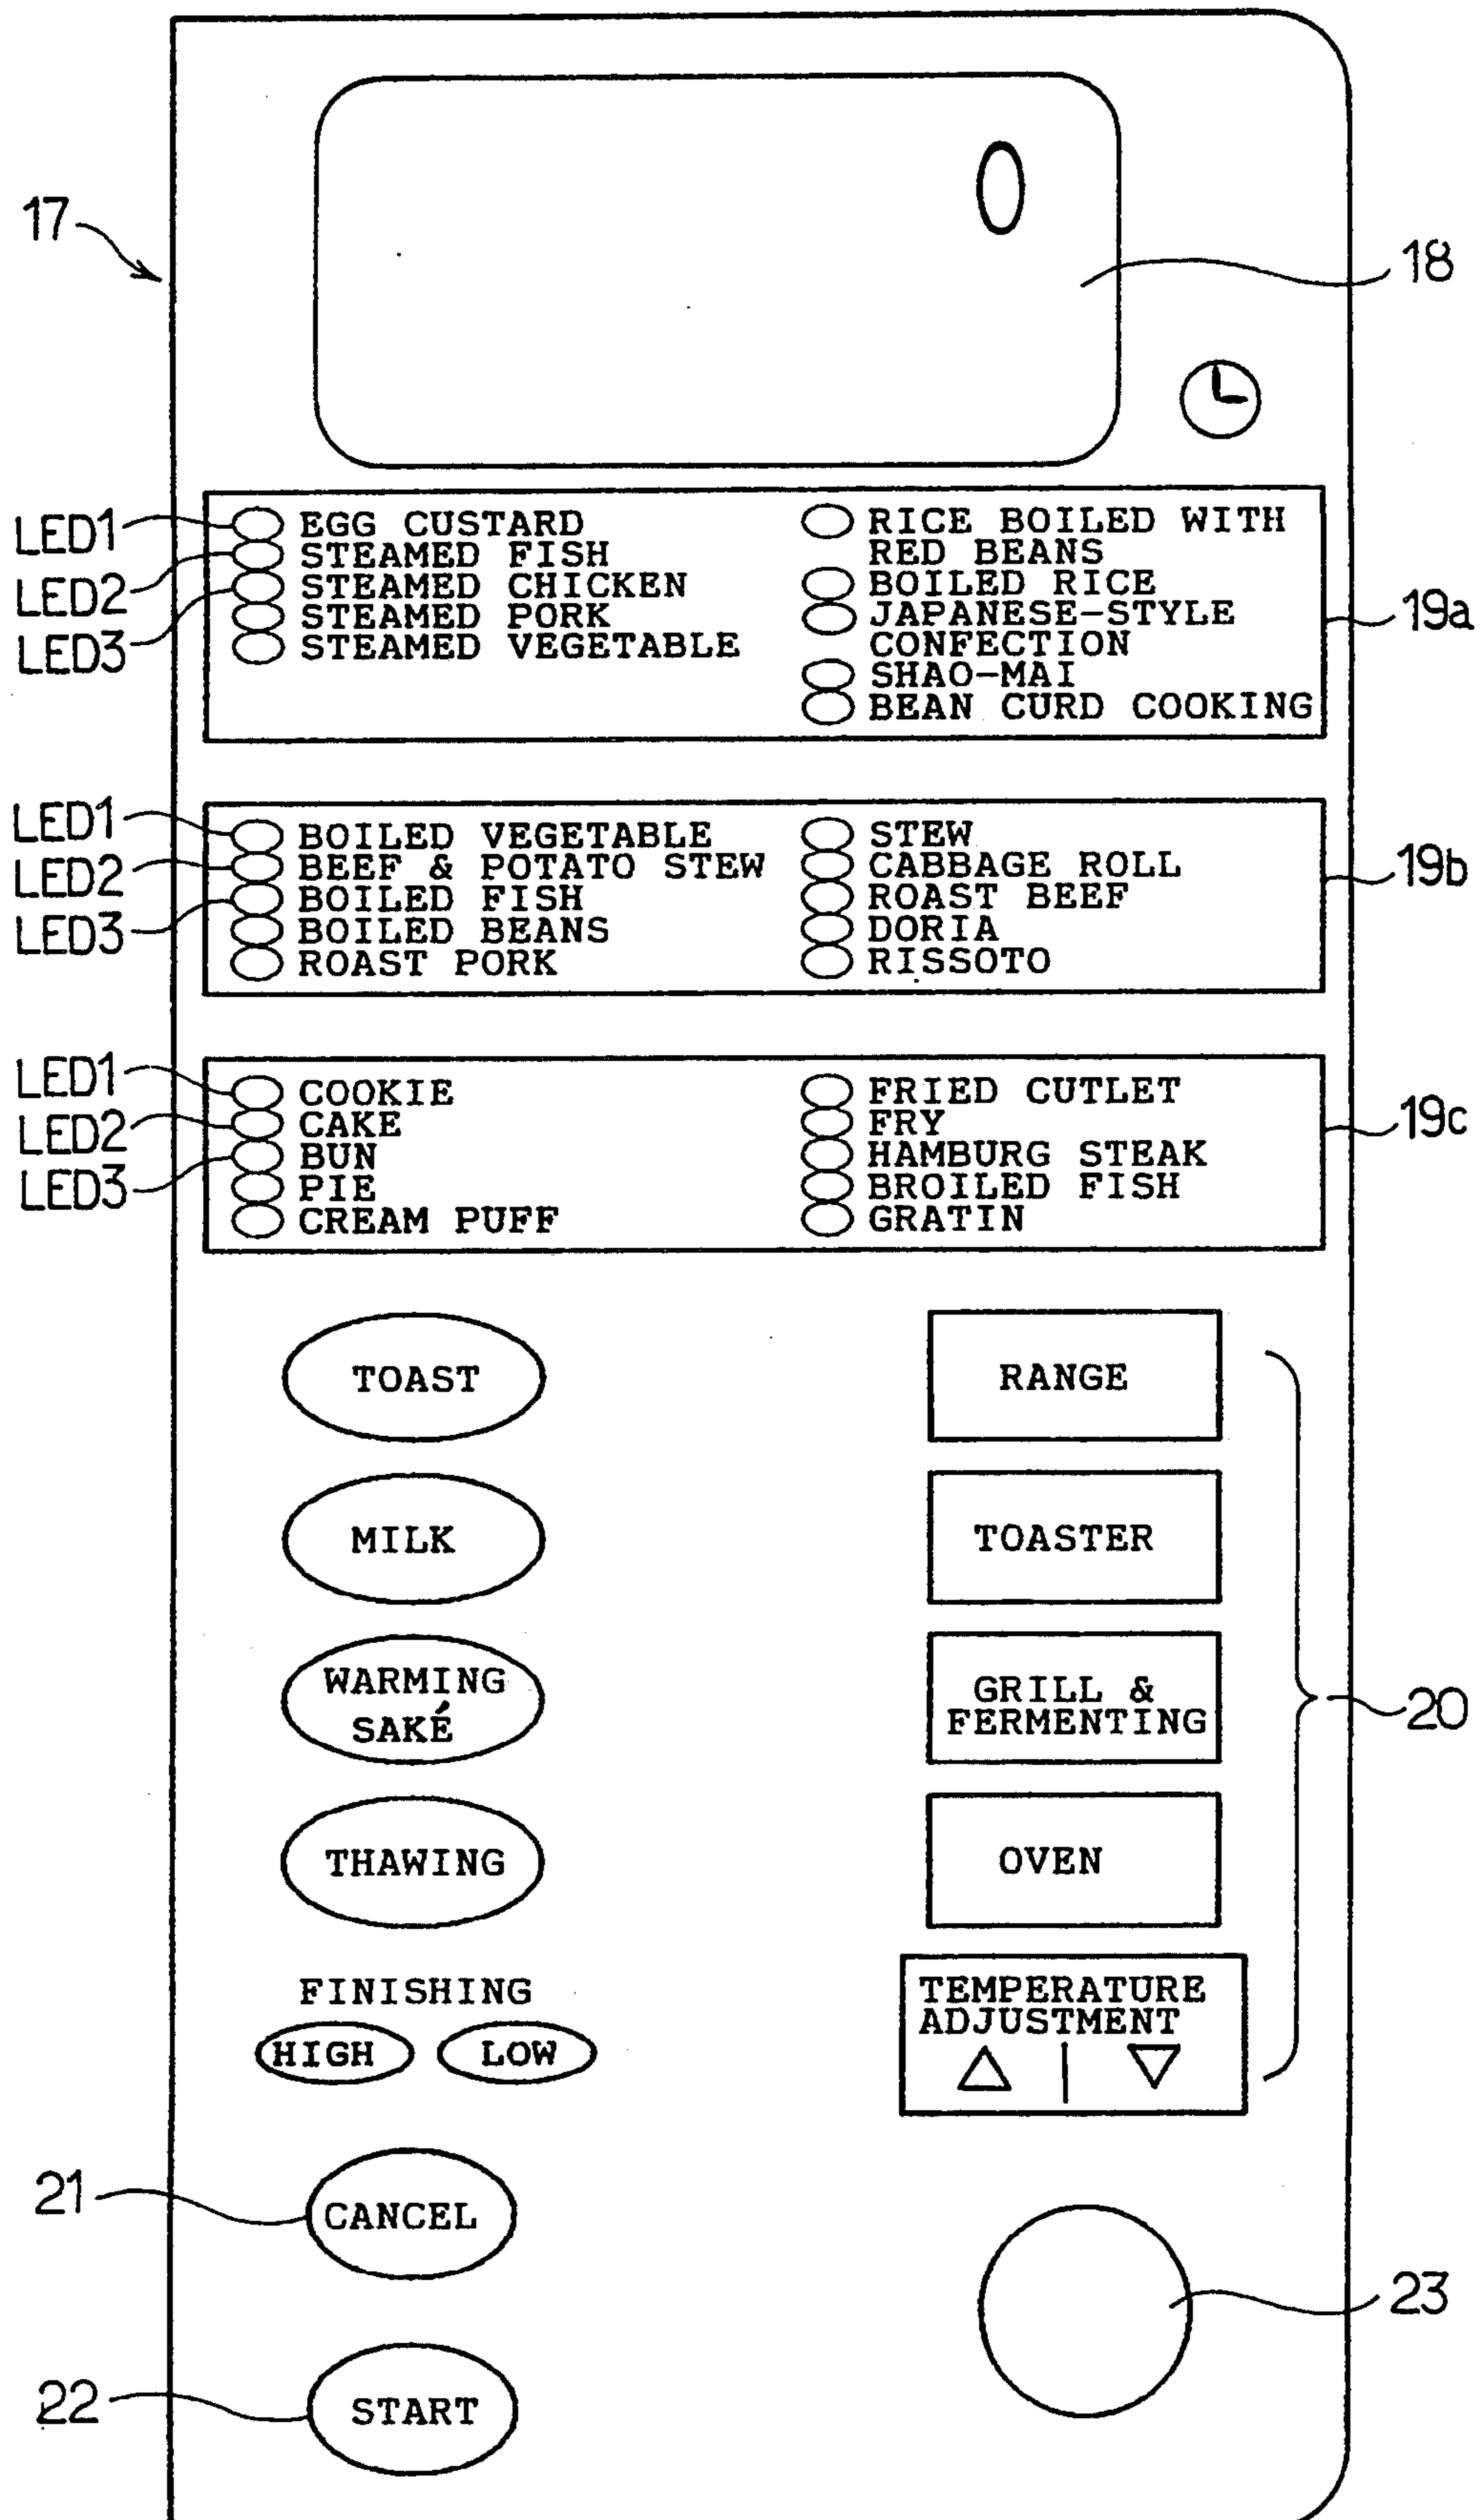 17
0
18
LED1
LED2
LED3
EGG CUSTARD
STEAMED FISH
STEAMED CHICKEN
STEAMED PORK
STEAMED VEGETABLE
RICE BOILED WITH
RED BEANS
BOILED RICE
JAPANESE-STYLE
CONFECTION
SHAO-MAI
BEAN CURD COOKING
19a
LED1
LED2
LED3
BOILED VEGETABLE
BEEF & POTATO STEW
BOILED FISH
BOILED BEANS
ROAST PORK
STEW
CABBAGE ROLL
ROAST BEEF
DORIA
RISSOTO
19b
LED1
LED2
LED3
COOKIE
CAKE
BUN
PIE
CREAM PUFF
FRIED CUTLET
FRY
HAMBURG STEAK
BROILED FISH
GRATIN
19c
TOAST
MILK
WARMING
SAKÉ
THAWING
FINISHING
HIGH LOW
RANGE
TOASTER
GRILL &
FERMENTING
OVEN
TEMPERATURE
ADJUSTMENT
20
21
CANCEL
22
START
23